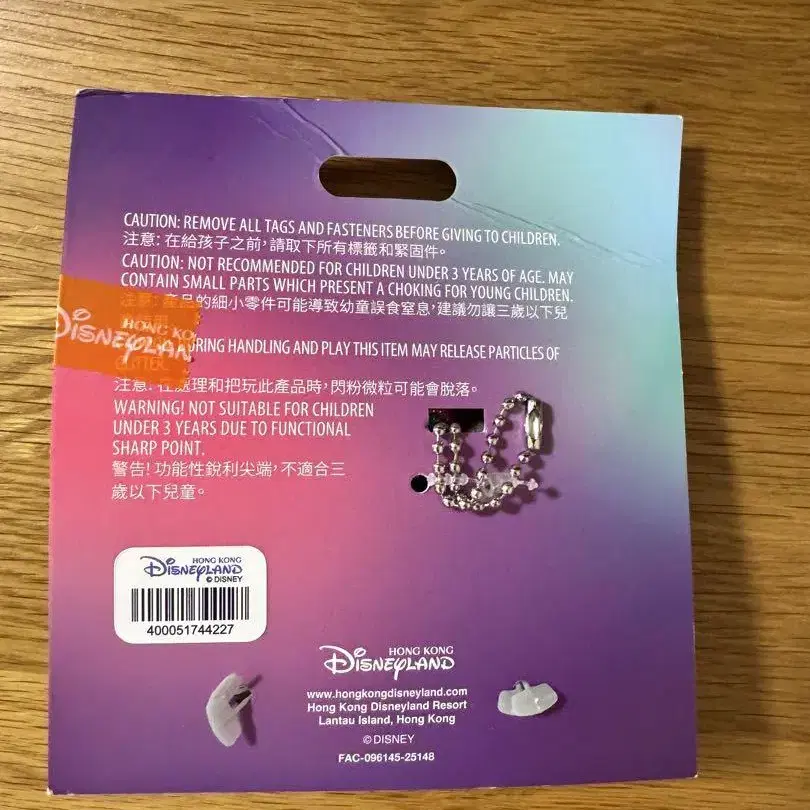 CAUTION: REMOVE ALL TAGS AND FASTENERS BEFORE GIVING TO CHILDREN.
注意: 在給孩子之前,請取下所有標籤和緊固件。
CAUTION: NOT RECOMMENDED FOR CHILDREN UNDER 3 YEARS OF AGE. MAY
CONTAIN SMALL PARTS WHICH PRESENT A CHOKING FOR YOUNG CHILDREN.
注意: 產品的細小零件可能導致幼童誤食窒息,建議勿讓三歲以下兒
HONG KO
DISNEYLAN
DURING HANDLING AND PLAY THIS ITEM MAY RELEASE PARTICLES OF
GLITTER.
注意: 在處理和把玩此產品時,閃粉微粒可能會脫落。
WARNING! NOT SUITABLE FOR CHILDREN
UNDER 3 YEARS DUE TO FUNCTIONAL
SHARP POINT.
警告! 功能性銳利尖端,不適合三
歲以下兒童。
HONG KONG
DISNEYLAND
© DISNEY
400051744227
HONG KONG
DISNEYLAND
www.hongkongdisneyland.com
Hong Kong Disneyland Resort
Lantau Island, Hong Kong
© DISNEY
FAC-096145-25148